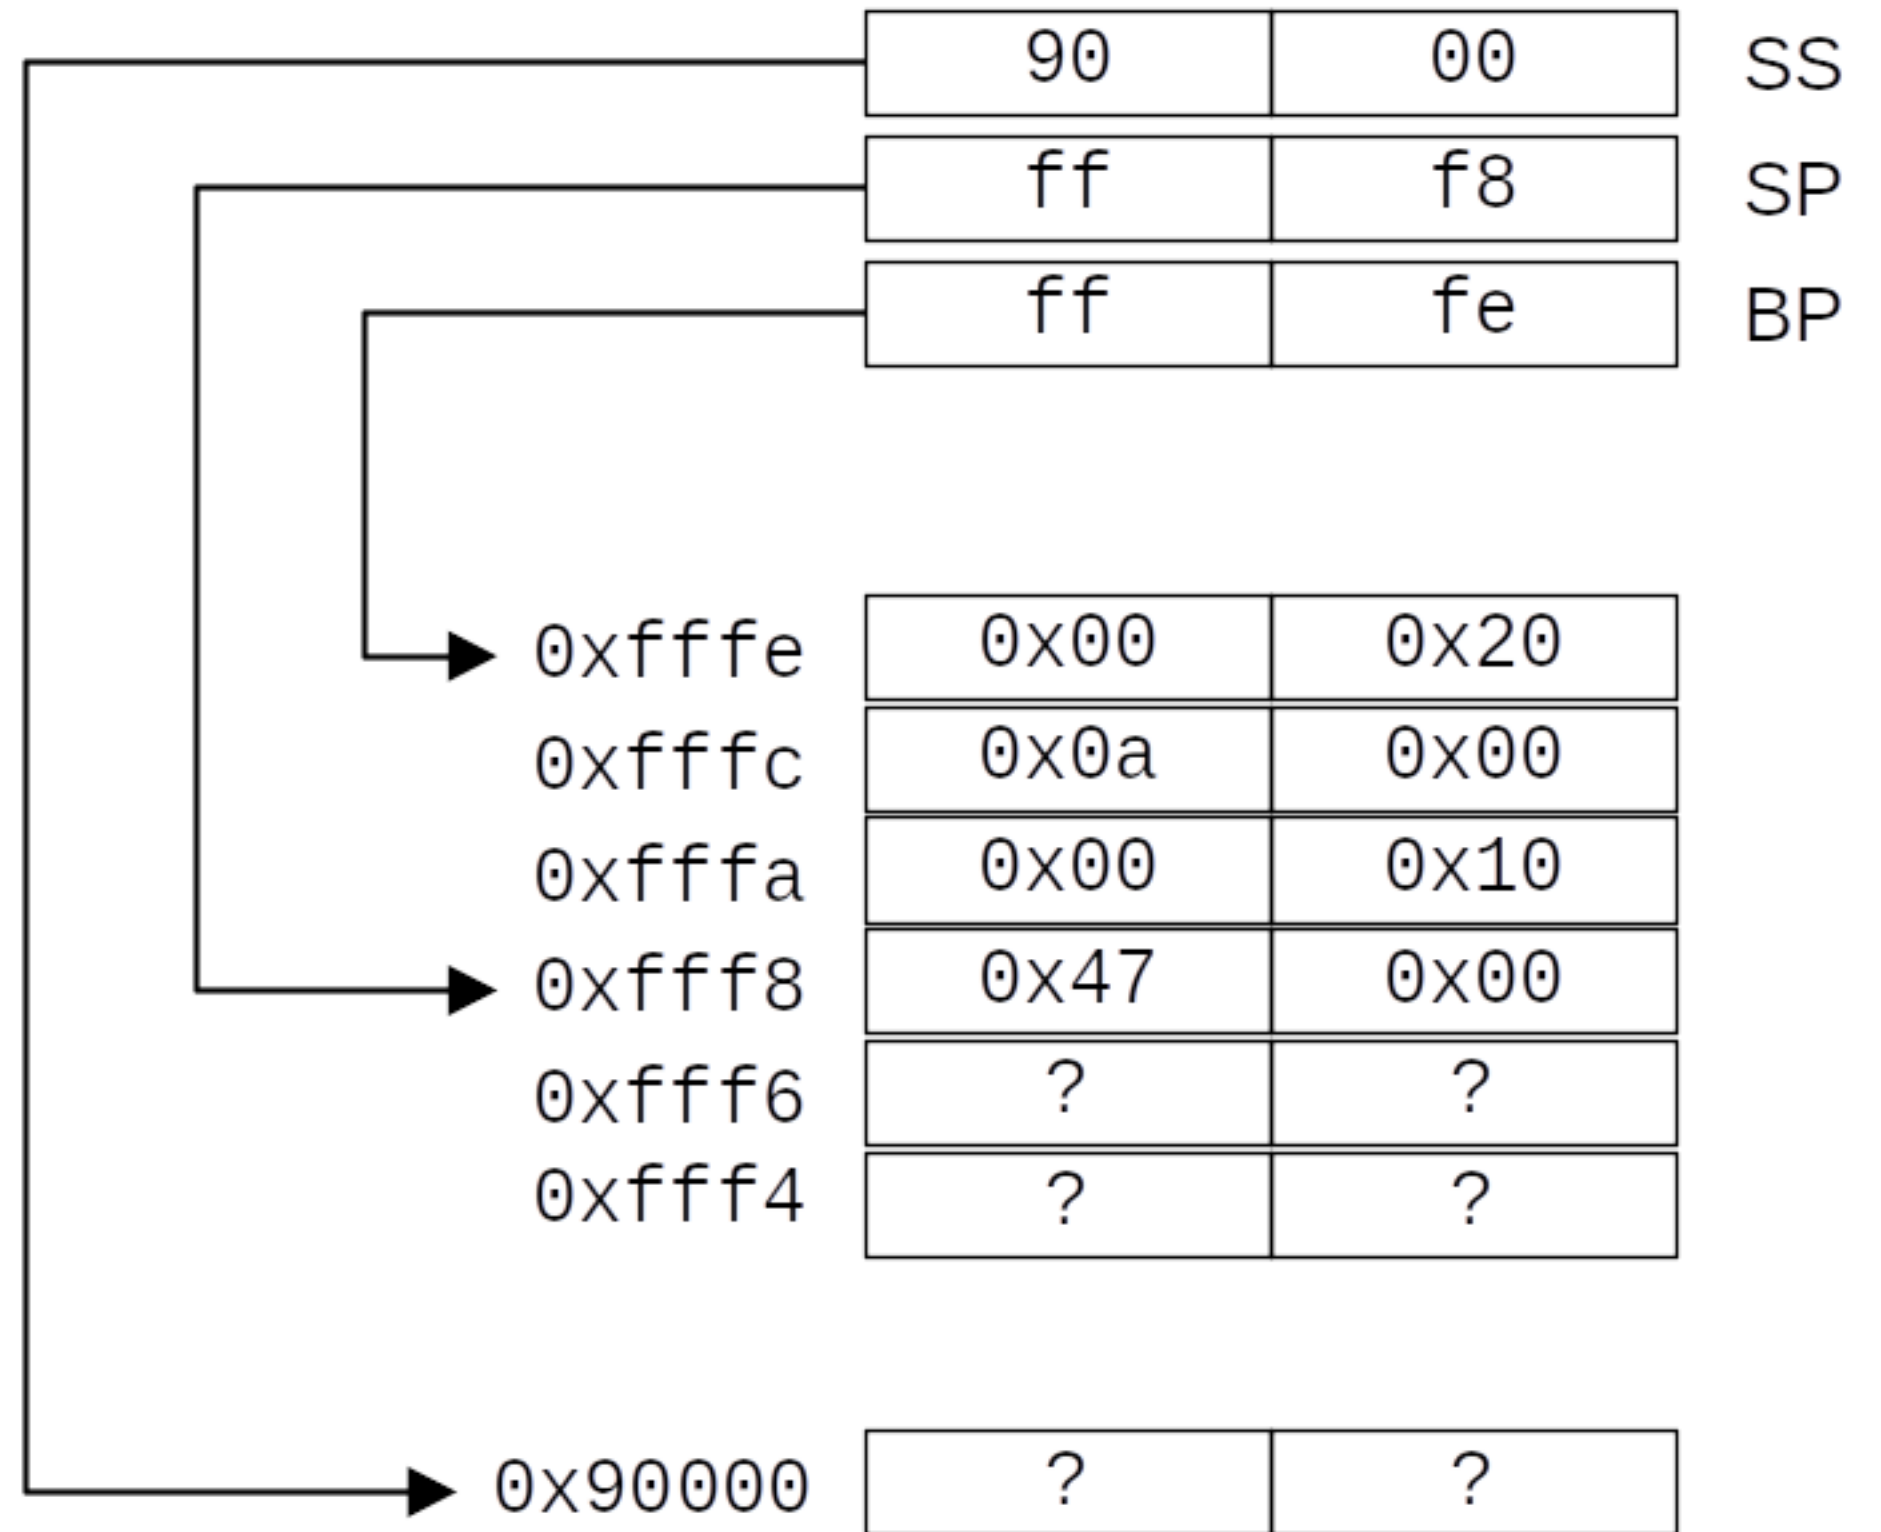 90 00 SS
ff f8 SP
ff fe BP
0xfffe 0x00 0x20
0xfffc 0x0a 0x00
0xfffa 0x00 0x10
0xfff8 0x47 0x00
0xfff6 ? ?
0xfff4 ? ?
0x90000 ? ?